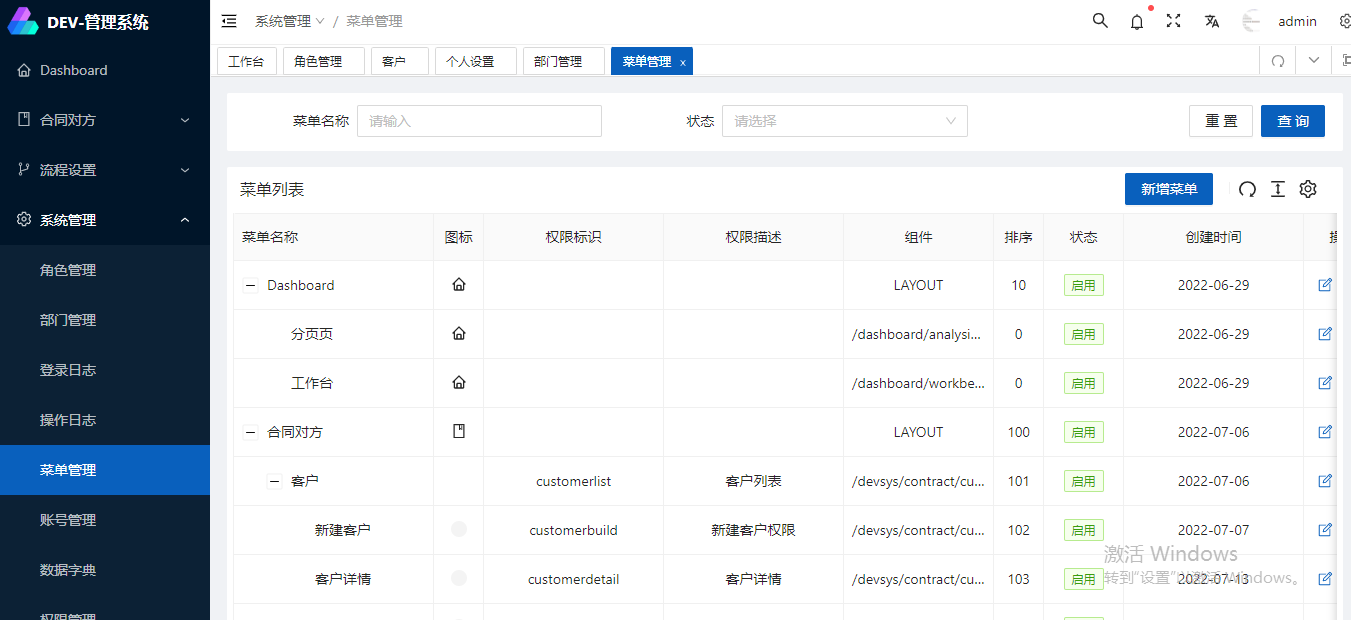 DEV-管理系统
Dashboard
合同对方
流程设置
系统管理
角色管理
部门管理
登录日志
操作日志
菜单管理
账号管理
数据字典
权限管理
系统管理 / 菜单管理
admin
工作台 角色管理 客户 个人设置 部门管理 菜单管理 x
菜单名称 请输入 状态 请选择 重 置 查 询
菜单列表 新增菜单
菜单名称 图标 权限标识 权限描述 组件 排序 状态 创建时间
Dashboard LAYOUT 10 启用 2022-06-29
分页页 /dashboard/analysi... 0 启用 2022-06-29
工作台 /dashboard/workbe... 0 启用 2022-06-29
合同对方 LAYOUT 100 启用 2022-07-06
客户 customerlist 客户列表 /devsys/contract/cu... 101 启用 2022-07-06
新建客户 customerbuild 新建客户权限 /devsys/contract/cu... 102 启用 2022-07-07
客户详情 customerdetail 客户详情 /devsys/contract/cu... 103 启用 2022-07-13
激活 Windows
转到"设置"以激活 Windows。